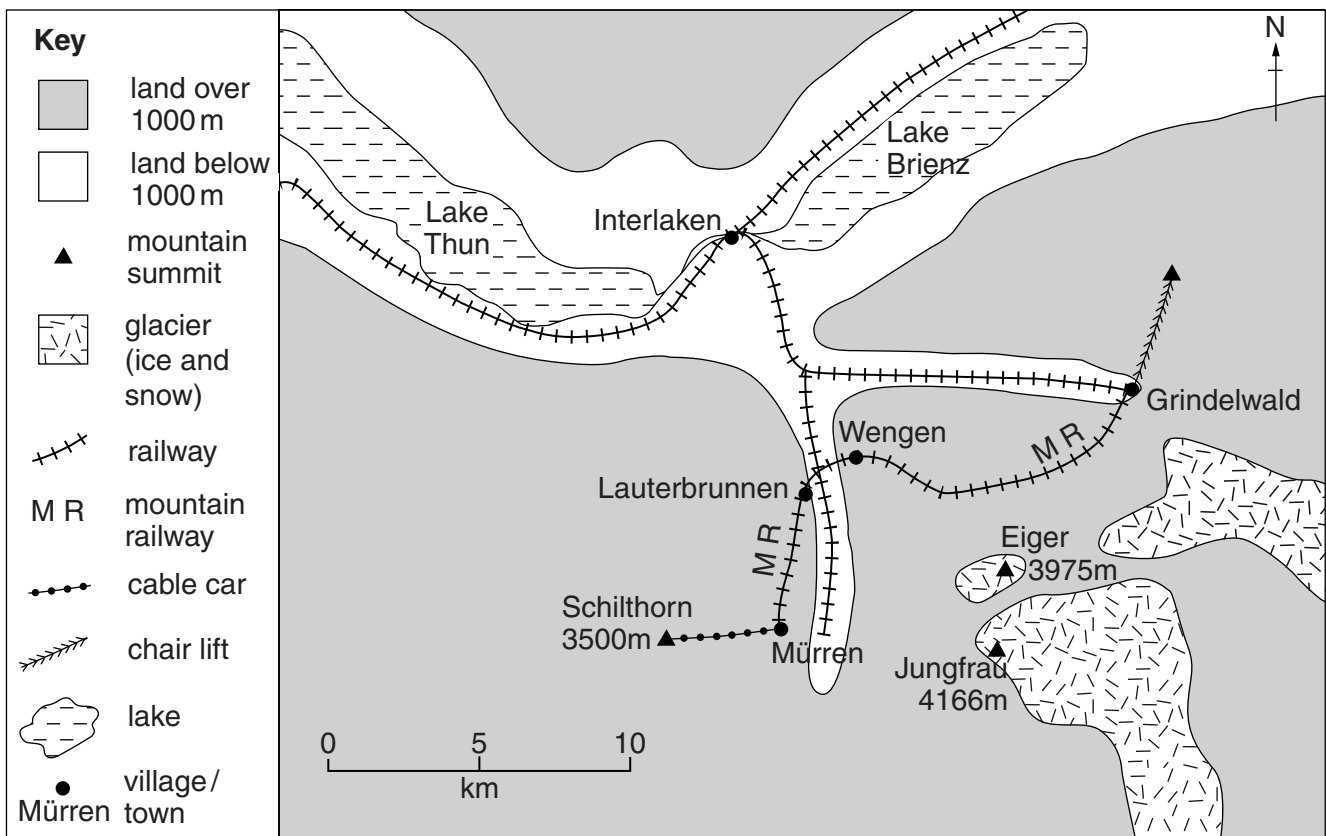 Key
land over
1000 m
land below
1000 m
mountain
summit
glacier
(ice and
snow)
railway
M R
mountain
railway
cable car
chair lift
lake
Mürren
village/
town
N
Lake
Brienz
Interlaken
Lake
Thun
Grindelwald
Wengen
M R
Lauterbrunnen
M R
Eiger
3975m
Schilthorn
3500m
Mürren
Jungfrau
4166m
0 5 10
km